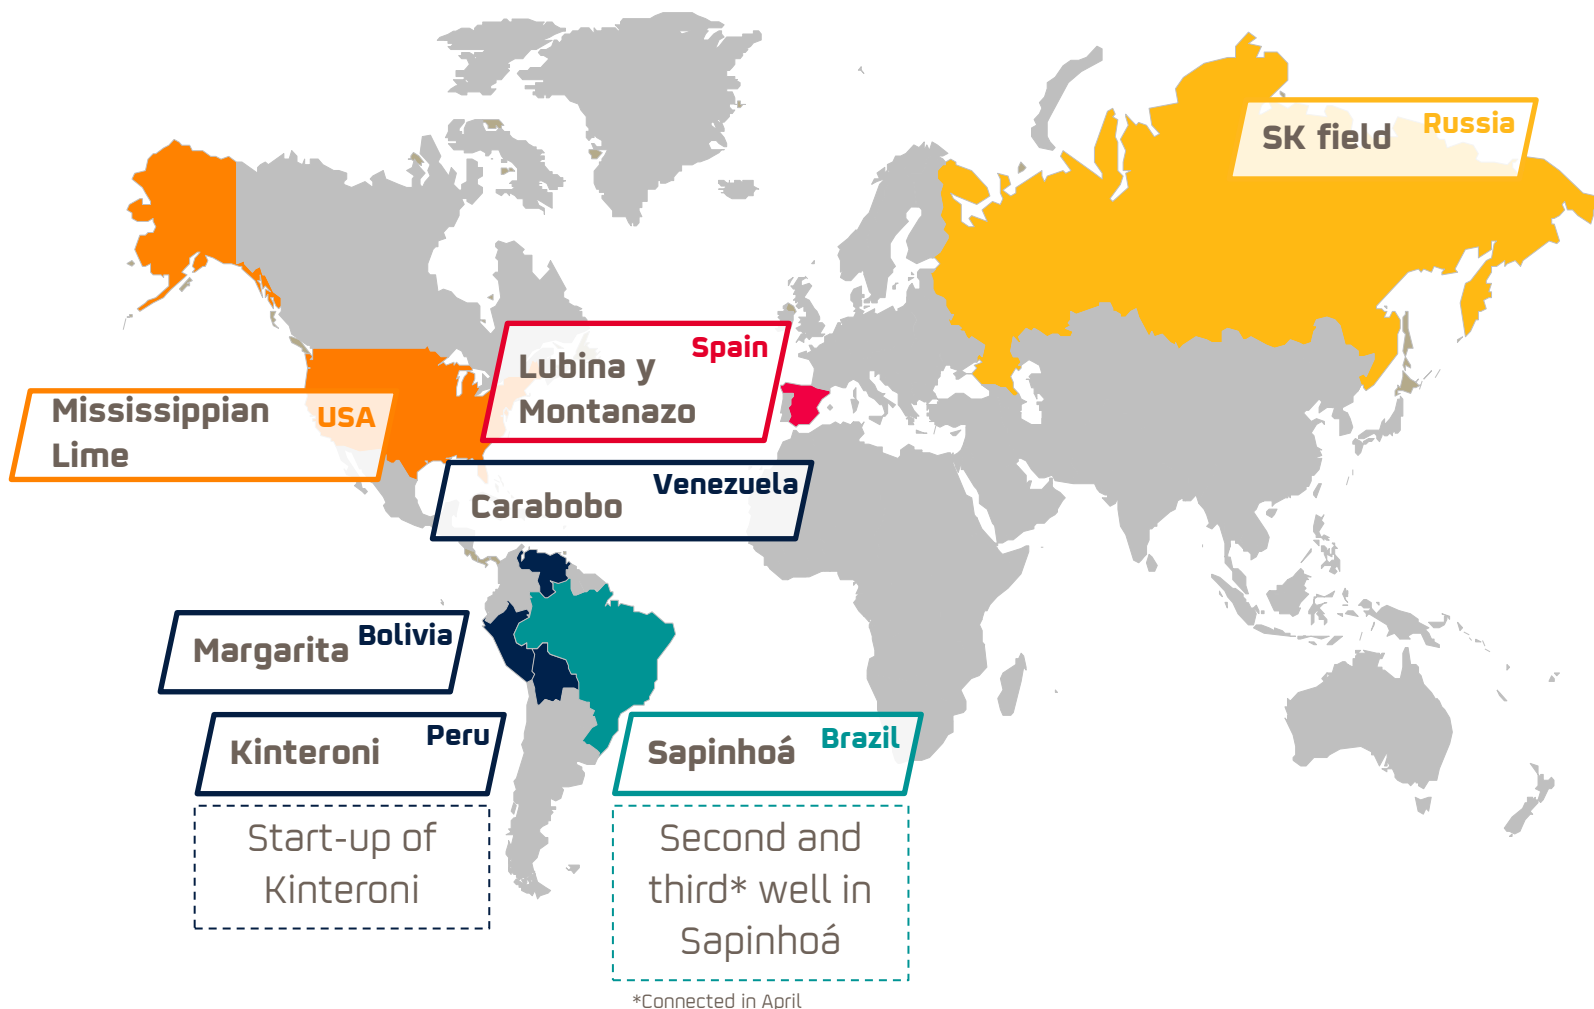 SK field
Russia
Lubina y
Montanazo
Spain
Mississippian
Lime
USA
Carabobo
Venezuela
Margarita
Bolivia
Kinteroni
Peru
Sapinhoá
Brazil
Start-up of
Kinteroni
Second and
third* well in
Sapinhoá
*Connected in April